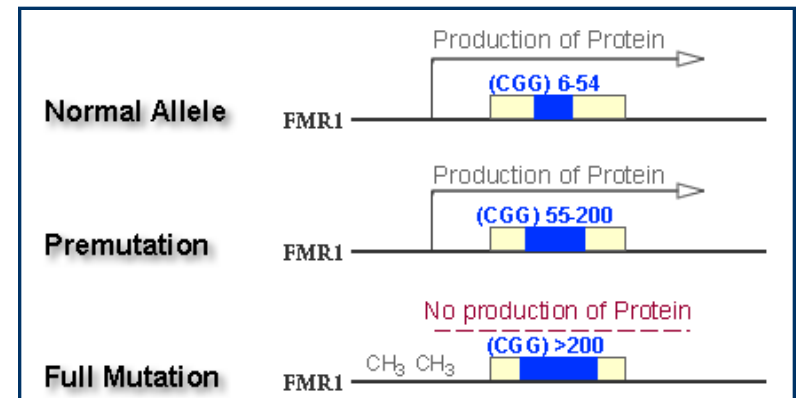 Production of Protein
(CGG) 6-54
Normal Allele
FMR1
Production of Protein
(CGG) 55-200
Premutation
FMR1
No production of Protein
(CGG) >200
CH₃ CH₃
Full Mutation
FMR1